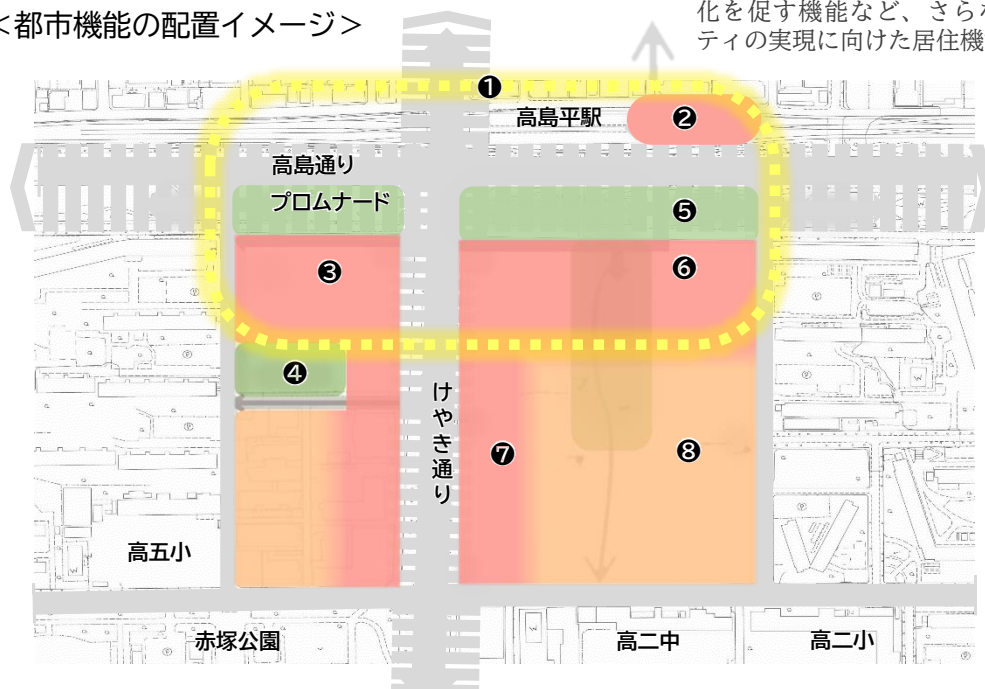 <都市機能の配置イメージ>
化を促す機能など、さらな
ティの実現に向けた居住機
❶
高島平駅
❷
高島通り
プロムナード
❺
❸
❻
❹
けやき通り
❼
❽
高五小
赤塚公園
高二中
高二小